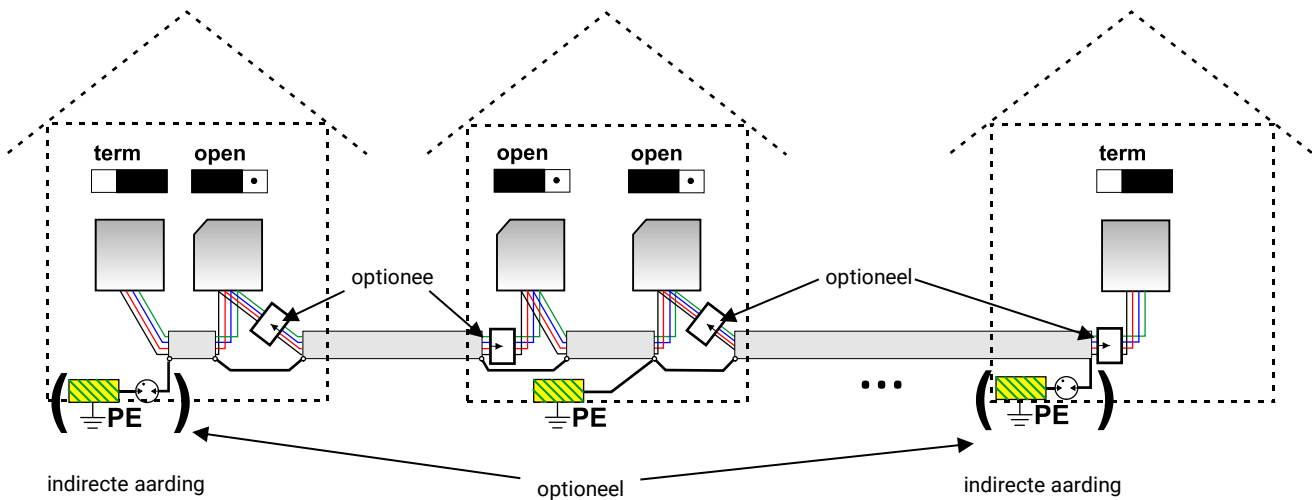 term open
open open
term
optionee
optioneel
PE
PE
PE
indirecte aarding
optioneel
indirecte aarding